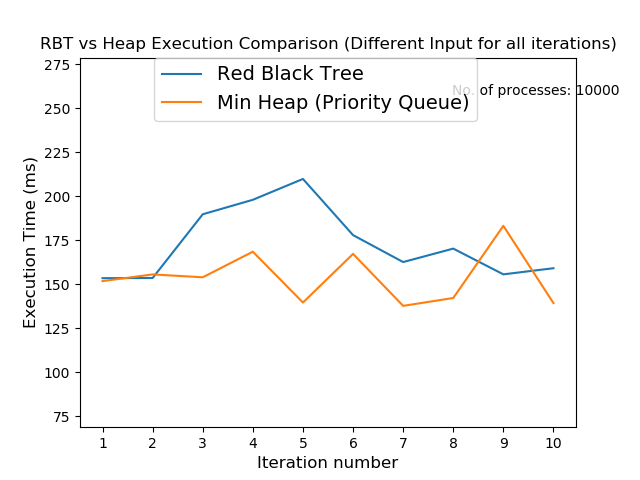 RBT vs Heap Execution Comparison (Different Input for all iterations)
Red Black Tree
Min Heap (Priority Queue)
No. of processes: 10000
Execution Time (ms)
275
250
225
200
175
150
125
100
75
1 2 3 4 5 6 7 8 9 10
Iteration number